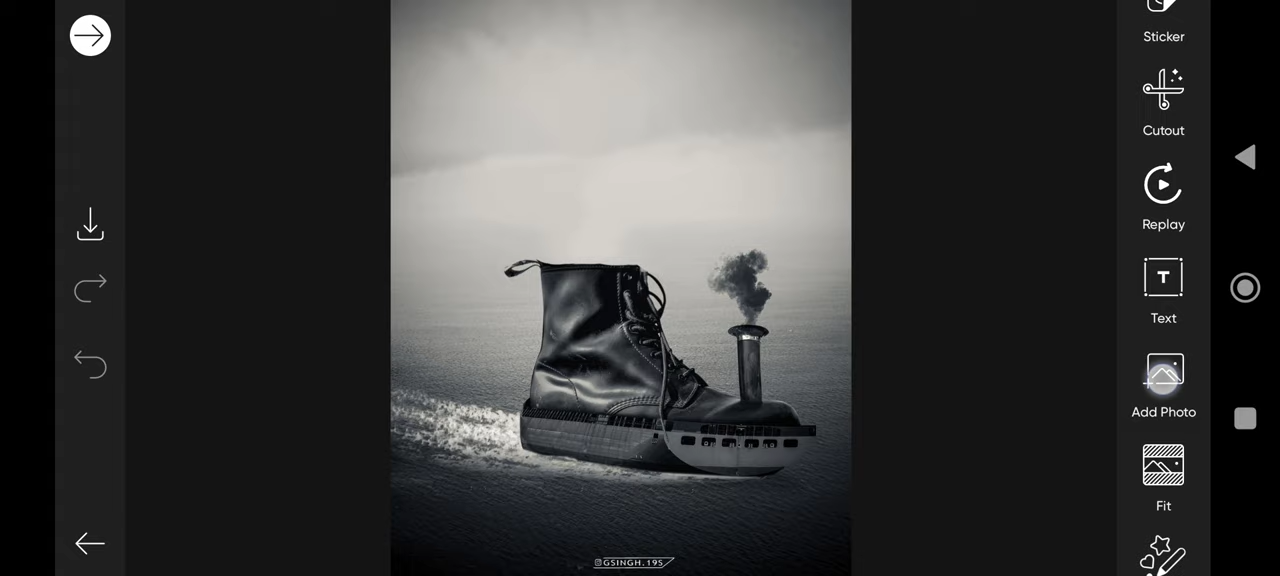 Sticker
Cutout
Replay
Text
Add Photo
Fit
GSINGH.195